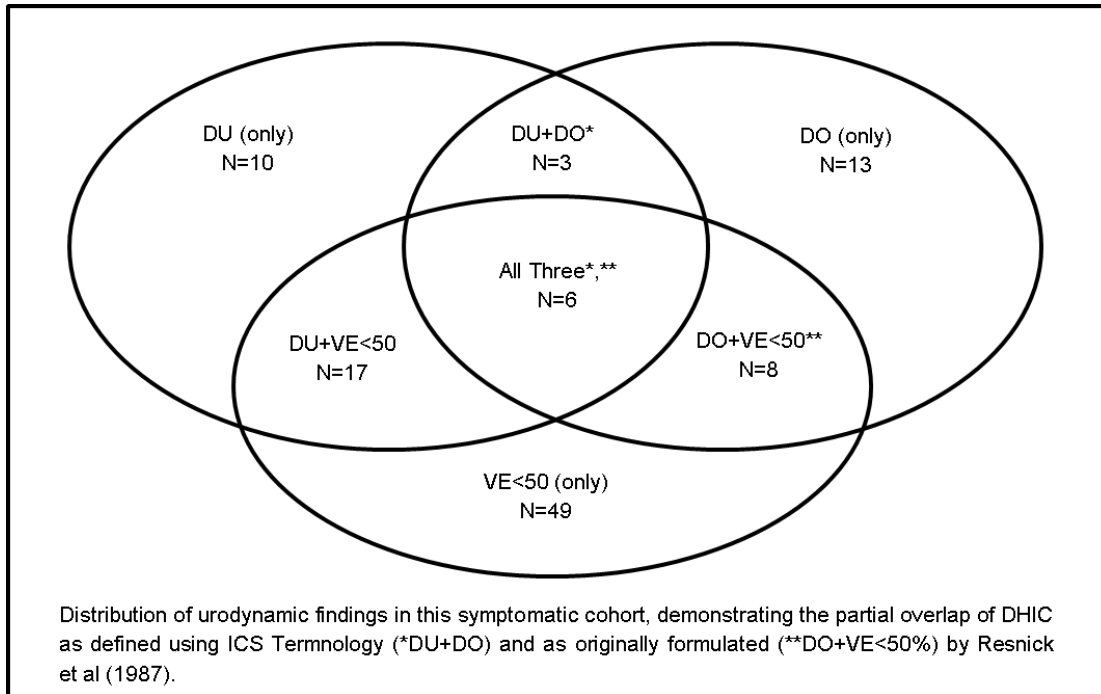 DU (only)
N=10
DU+DO*
N=3
DO (only)
N=13
All Three*,**
N=6
DU+VE<50
N=17
DO+VE<50**
N=8
VE<50 (only)
N=49
Distribution of urodynamic findings in this symptomatic cohort, demonstrating the partial overlap of DHIC
as defined using ICS Termnology (*DU+DO) and as originally formulated (**DO+VE<50%) by Resnick
et al (1987).